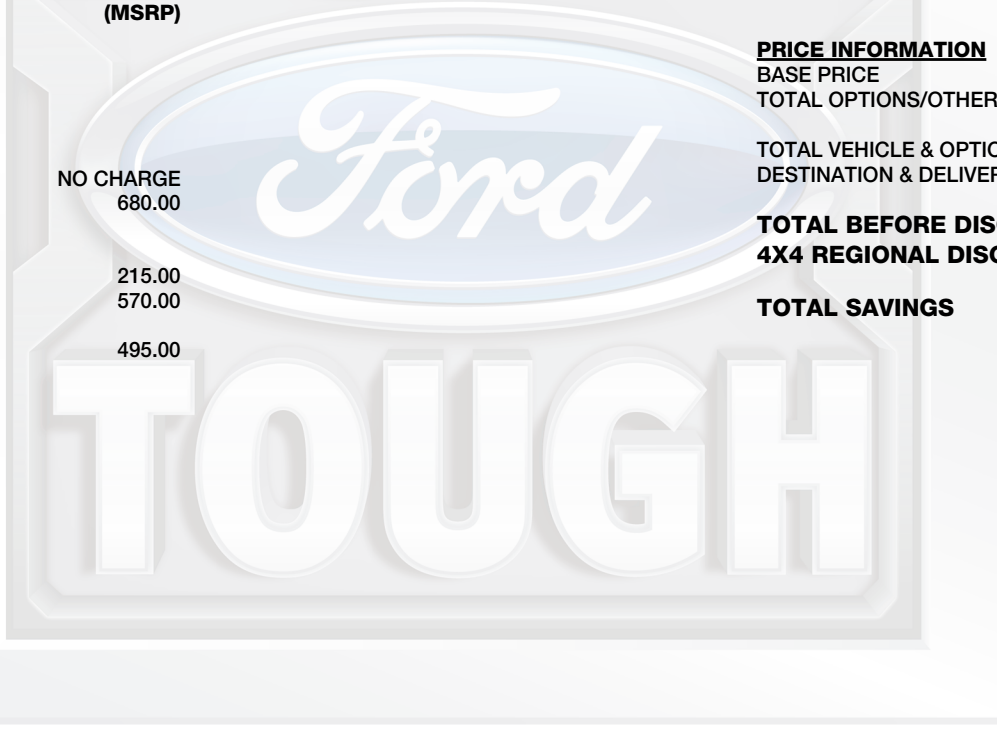 (MSRP)
NO CHARGE
680.00
215.00
570.00
495.00
PRICE INFORMATION
BASE PRICE
TOTAL OPTIONS/OTHER
TOTAL VEHICLE & OPTIO
DESTINATION & DELIVER
TOTAL BEFORE DISC
4X4 REGIONAL DISC
TOTAL SAVINGS
Ford
TOUGH